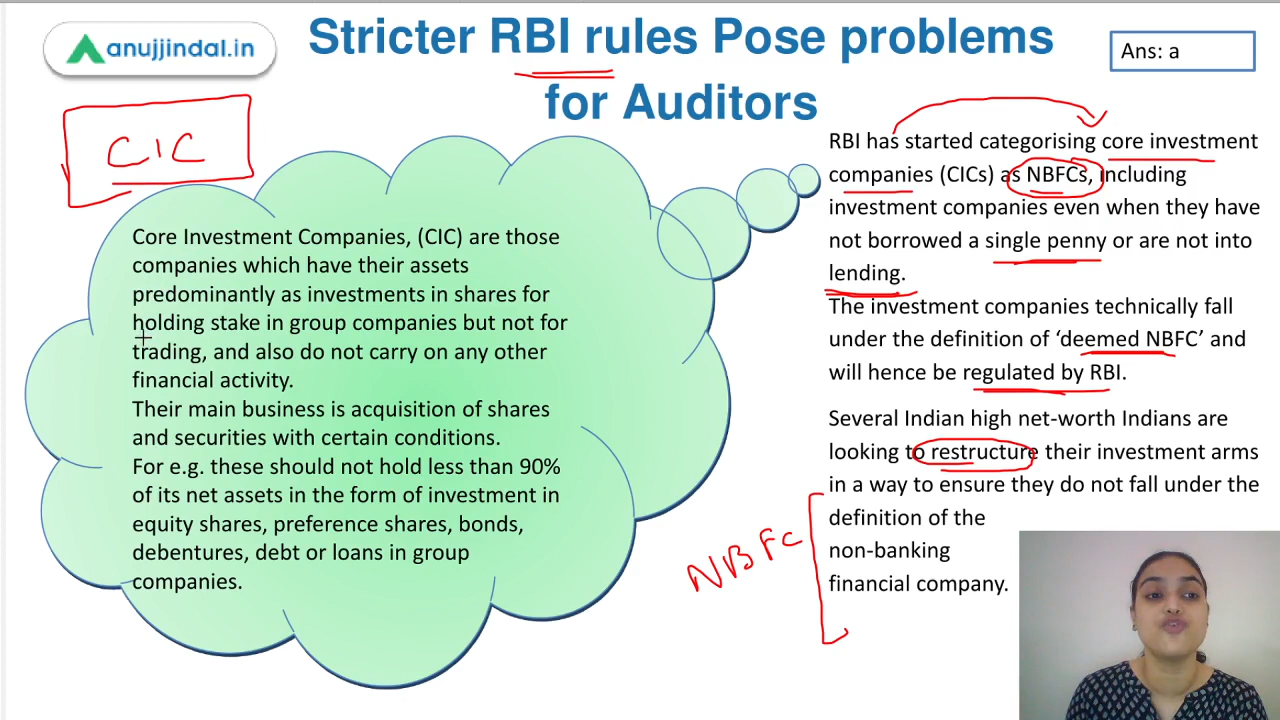 anujjindal.in
Stricter RBI rules Pose problems
for Auditors
Ans: a
CIC
Core Investment Companies, (CIC) are those
companies which have their assets
predominantly as investments in shares for
holding stake in group companies but not for
trading, and also do not carry on any other
financial activity.
Their main business is acquisition of shares
and securities with certain conditions.
For e.g. these should not hold less than 90%
of its net assets in the form of investment in
equity shares, preference shares, bonds,
debentures, debt or loans in group
companies.
RBI has started categorising core investment
companies (CICs) as NBFCs, including
investment companies even when they have
not borrowed a single penny or are not into
lending.
The investment companies technically fall
under the definition of ‘deemed NBFC’ and
will hence be regulated by RBI.
Several Indian high net-worth Indians are
looking to restructure their investment arms
in a way to ensure they do not fall under the
definition of the
non-banking
financial company.
NBFC